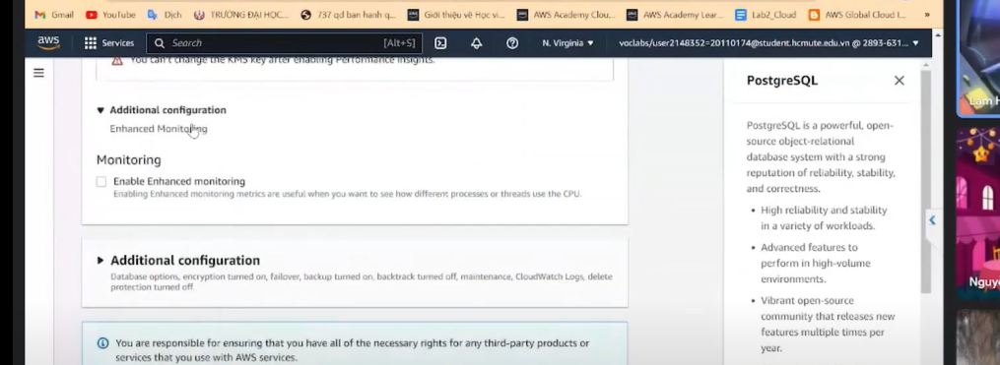 Gmail YouTube Dịch TRƯỜNG ĐẠI HỌC... 737 qd ban hanh q... Giới thiệu về Học vi... AWS Academy Clou... AWS Academy Lear... Lab2_Cloud AWS Global Cloud I... »
aws Services Search [Alt+S] N. Virginia ▼ voclabs/user2148352=20110174@student.hcmute.edu.vn @ 2893-631... ▼
You can't change the KMS key after enabling Performance Insights.
Additional configuration
Enhanced Monitoring
Monitoring
Enable Enhanced monitoring
Enabling Enhanced monitoring metrics are useful when you want to see how different processes or threads use the CPU.
Additional configuration
Database options, encryption turned on, failover, backup turned on, backtrack turned off, maintenance, CloudWatch Logs, delete
protection turned off.
You are responsible for ensuring that you have all of the necessary rights for any third-party products or
services that you use with AWS services.
PostgreSQL
PostgreSQL is a powerful, open-
source object-relational
database system with a strong
reputation of reliability, stability,
and correctness.
• High reliability and stability
in a variety of workloads.
• Advanced features to
perform in high-volume
environments.
• Vibrant open-source
community that releases new
features multiple times per
year.
Lam H
Nguy